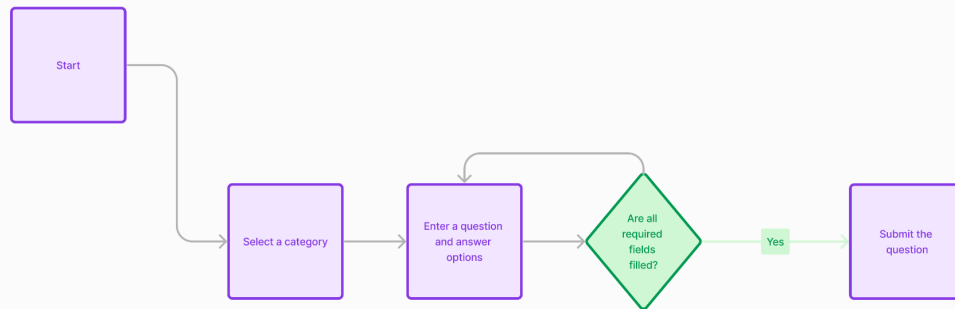 Start
Select a category
Enter a question
and answer
options
Are all
required
fields
filled?
Yes
Submit the
question